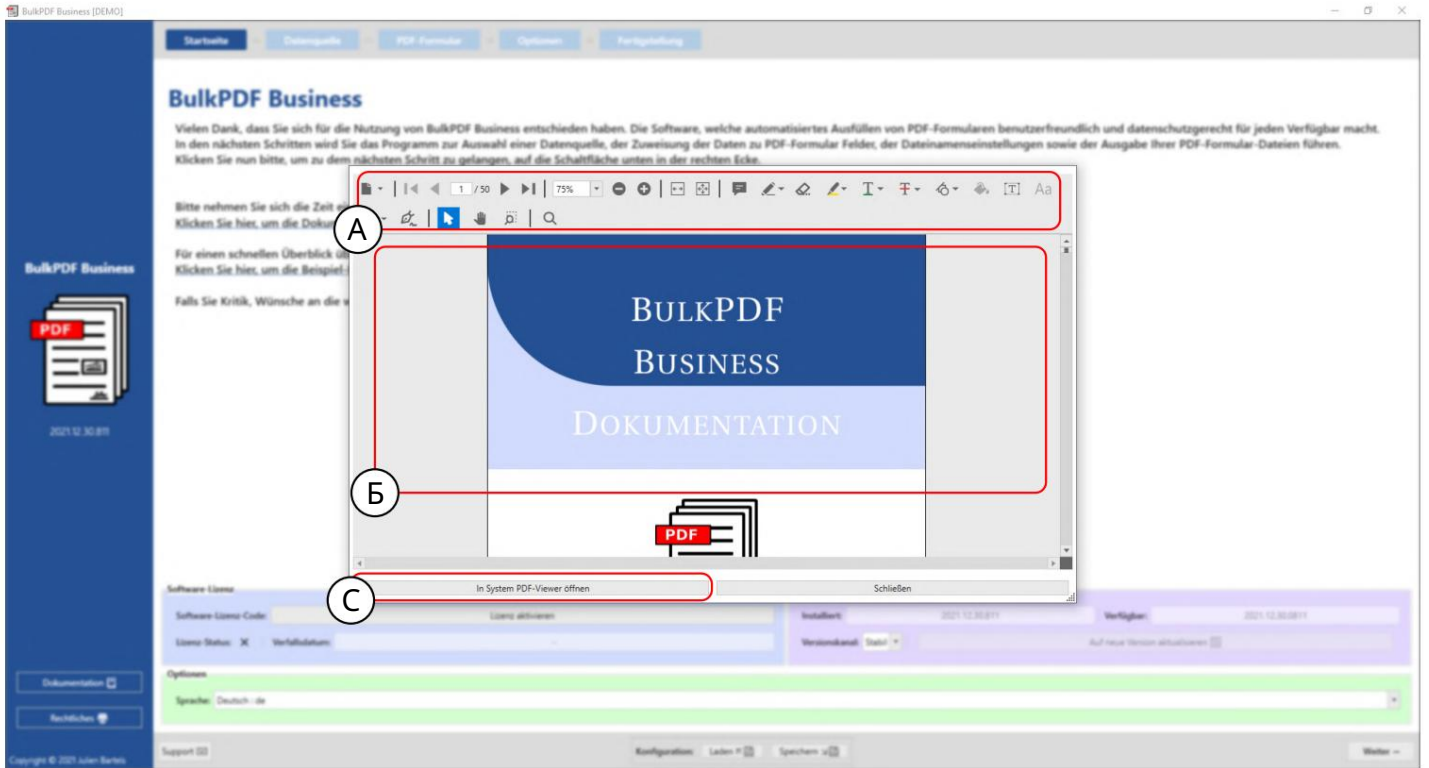 BulkPDF Business [DEMO]
Startseite
Datenquelle
PDF-Formular
Optionen
Fertigstellung
BulkPDF Business
Vielen Dank, dass Sie sich für die Nutzung von BulkPDF Business entschieden haben. Die Software, welche automatisiertes Ausfüllen von PDF-Formularen benutzerfreundlich und datenschutzgerecht für jeden Verfügbar macht.
In den nächsten Schritten wird Sie das Programm zur Auswahl einer Datenquelle, der Zuweisung der Daten zu PDF-Formular Felder, der Dateinamenseinstellungen sowie der Ausgabe Ihrer PDF-Formular-Dateien führen.
Klicken Sie nun bitte, um zu dem nächsten Schritt zu gelangen, auf die Schaltfläche unten in der rechten Ecke.
1 / 50 75% T T [T] Aa
А
Bitte nehmen Sie sich die Zeit
Klicken Sie hier, um die
Für einen schnellen Überblick
Klicken Sie hier, um die Beispiel-
Falls Sie Kritik, Wünsche an die
BulkPDF Business
PDF
2021.12.30.811
BULKPDF
BUSINESS
DOKUMENTATION
Б
PDF
In System PDF-Viewer öffnen
Schließen
С
Software-Lizenz
Software-Lizenz-Code:
Lizenz aktivieren
Installiert:
2021.12.30.811
Verfügbar:
2021.12.30.0811
Lizenz-Status:
Verfallsdatum:
-
Versionskanal:
Stabil
Auf neue Version aktualisieren
Optionen
Sprache: Deutsch : de
Dokumentation
Rechtliches
Copyright © 2021 Julien Bartels
Support
Konfiguration:
Laden
Speichern
Weiter